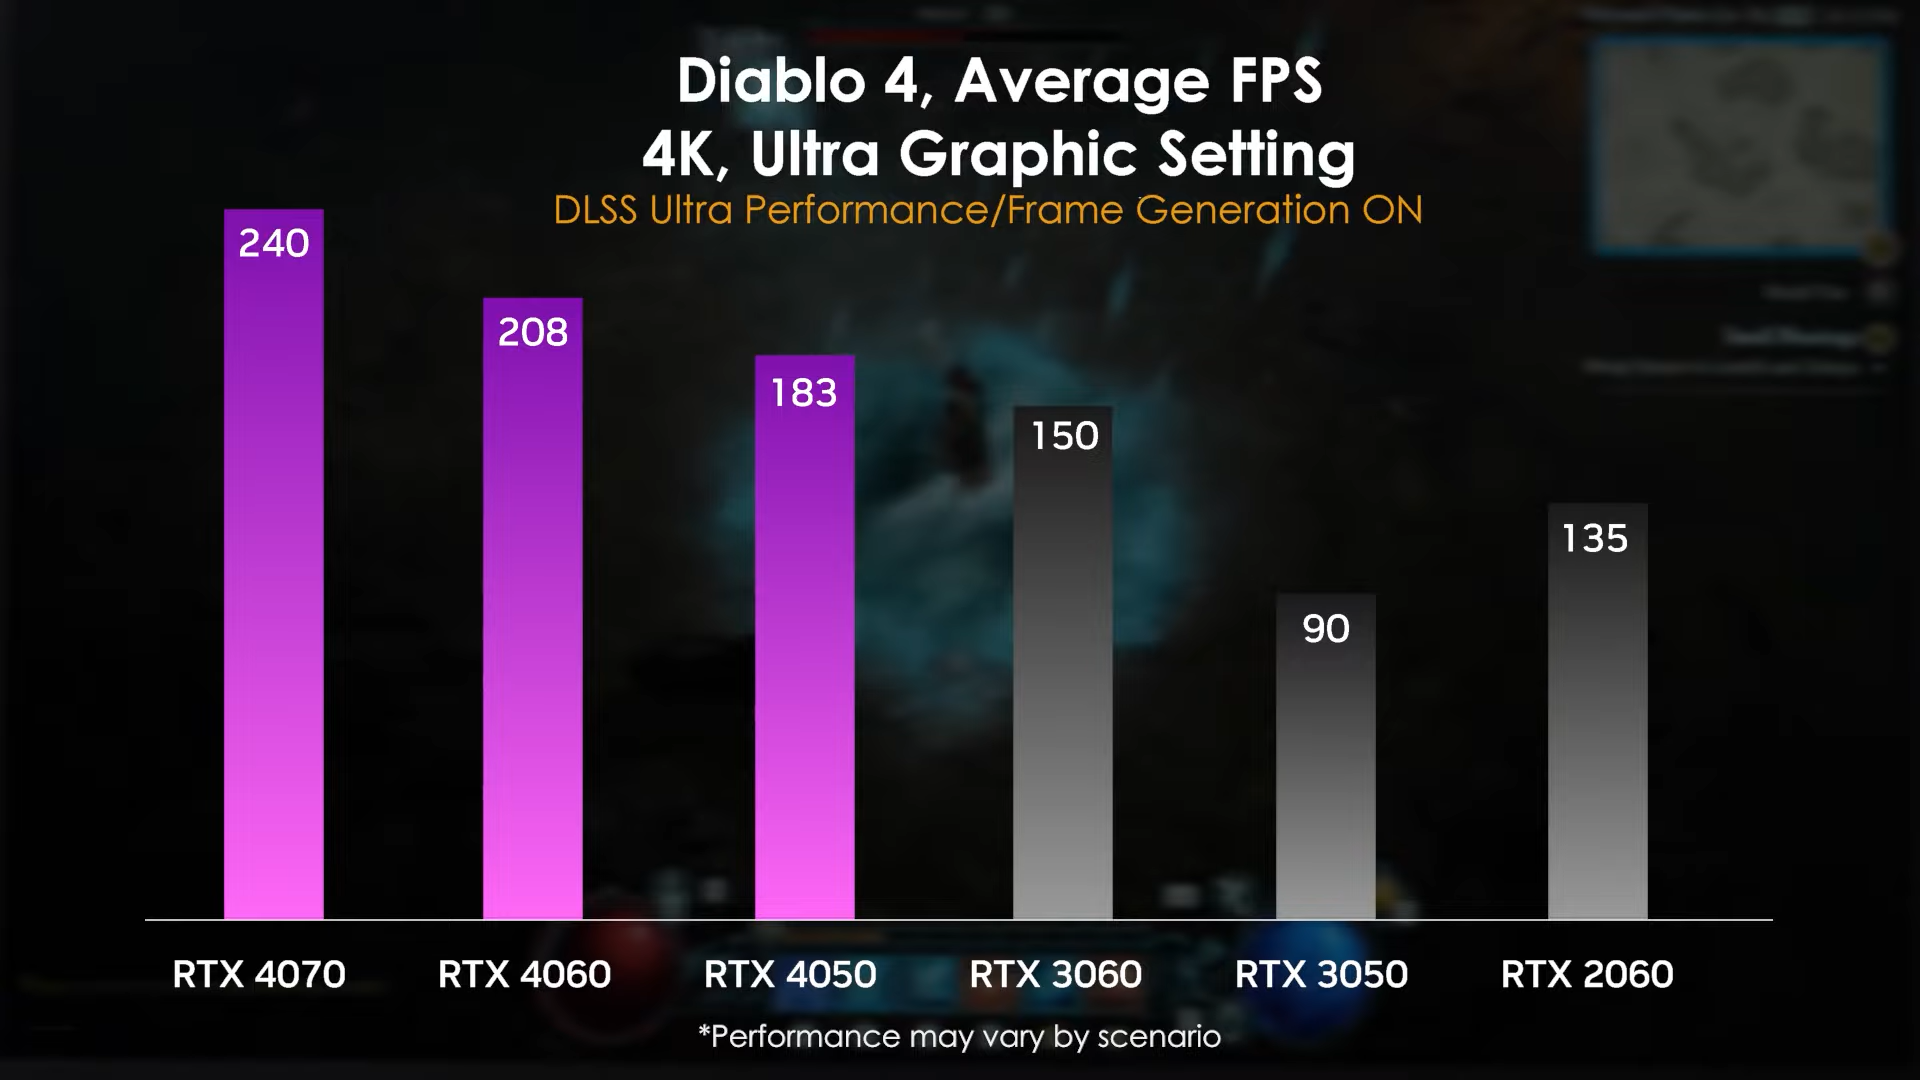 Diablo 4, Average FPS
4K, Ultra Graphic Setting
DLSS Ultra Performance/Frame Generation ON
240
208
183
150
90
135
RTX 4070 RTX 4060 RTX 4050 RTX 3060 RTX 3050 RTX 2060
*Performance may vary by scenario